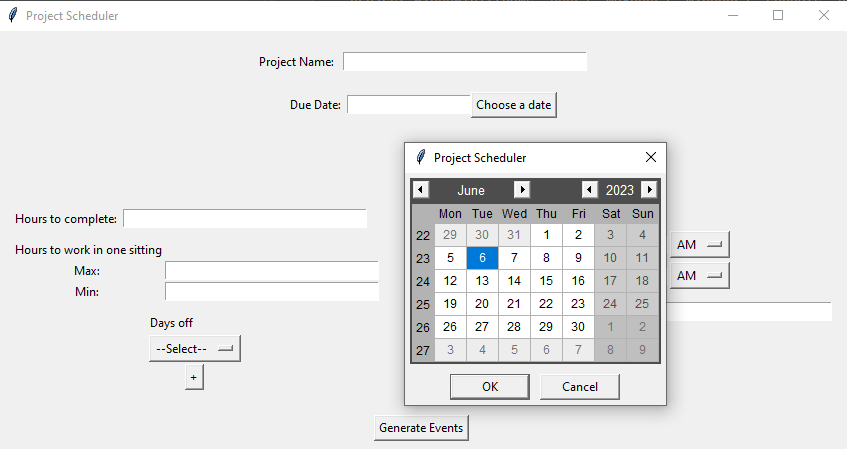 Project Scheduler
Project Name:
Due Date: Choose a date
Project Scheduler
June 2023
Mon Tue Wed Thu Fri Sat Sun
22 29 30 31 1 2 3 4
23 5 6 7 8 9 10 11
24 12 13 14 15 16 17 18
25 19 20 21 22 23 24 25
26 26 27 28 29 30 1 2
27 3 4 5 6 7 8 9
OK Cancel
Hours to complete:
Hours to work in one sitting
Max:
Min:
AM
AM
Days off
--Select--
+
Generate Events